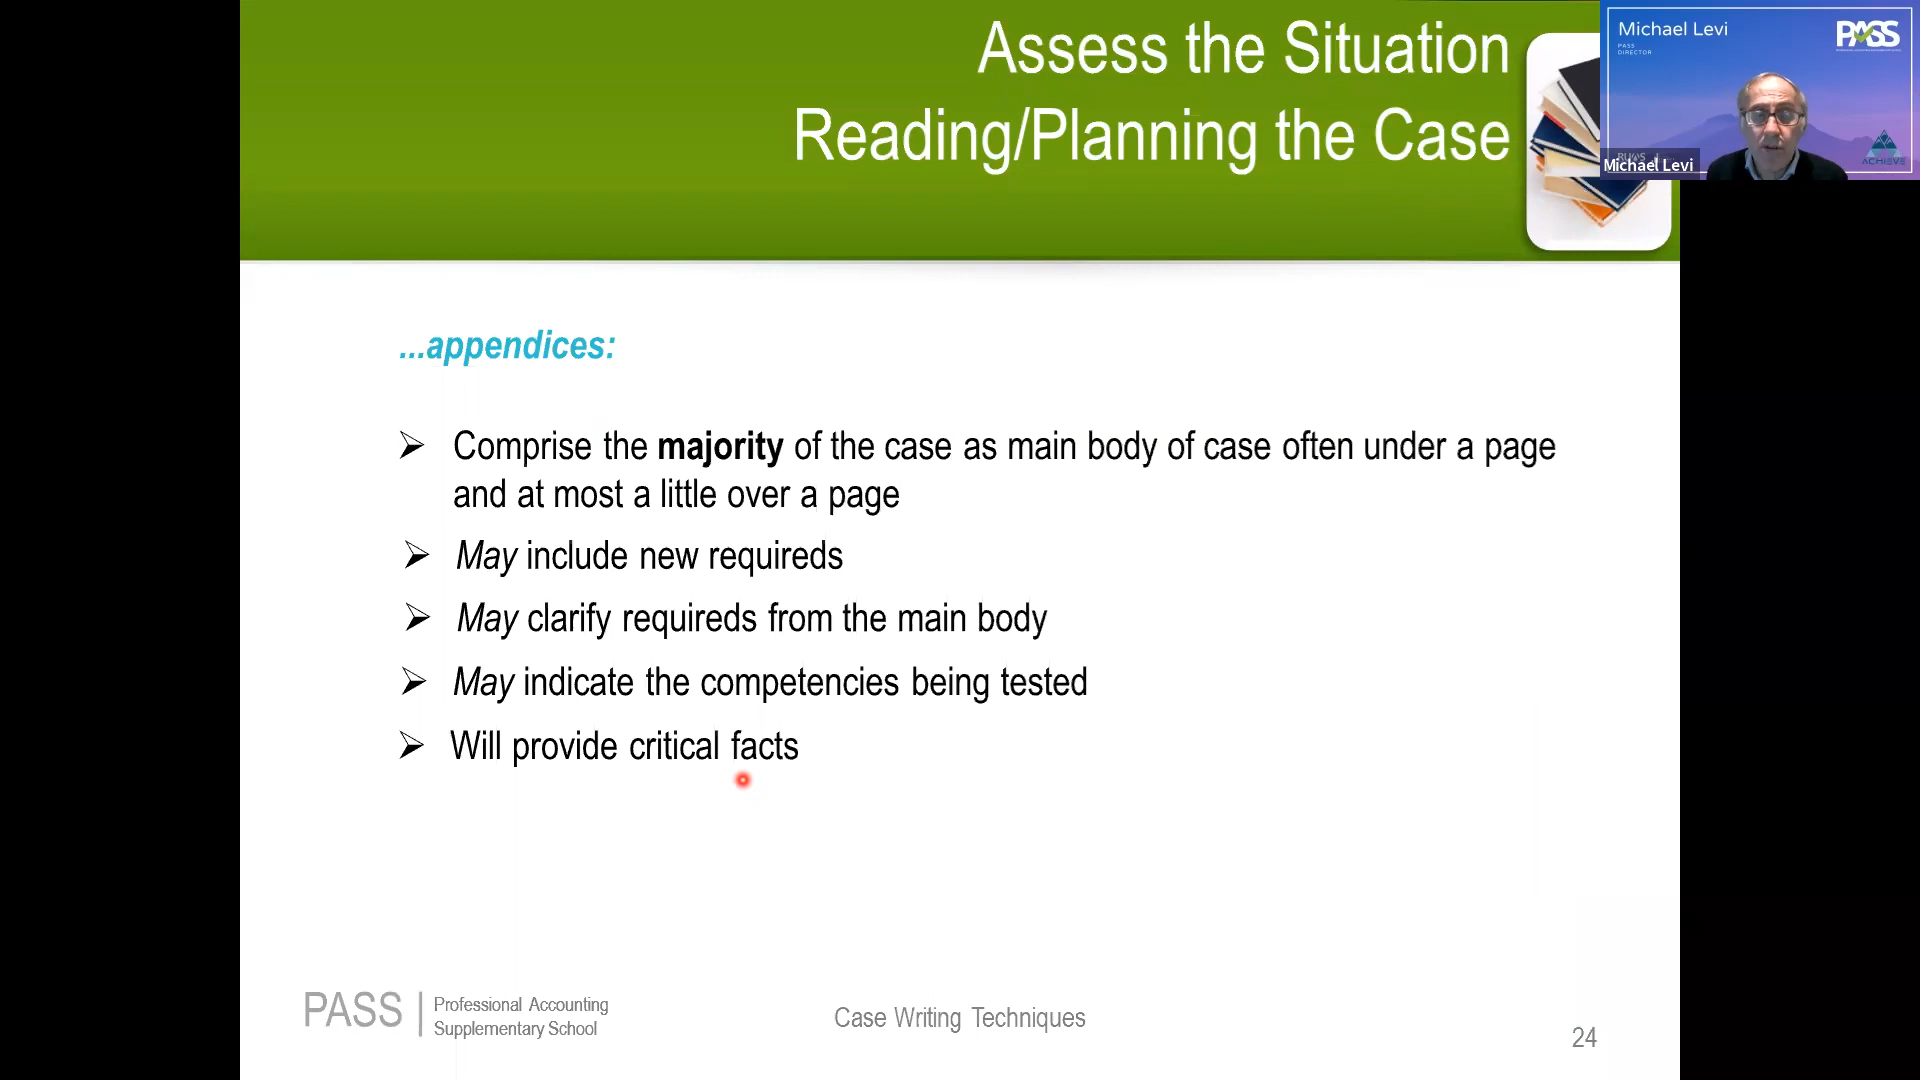 Assess the Situation
Reading/Planning the Case
Michael Levi
PASS
DIRECTOR
PASS
ACHIEVE
Michael Levi
...appendices:
Comprise the majority of the case as main body of case often under a page
and at most a little over a page
May include new requireds
May clarify requireds from the main body
May indicate the competencies being tested
Will provide critical facts
PASS
Professional Accounting
Supplementary School
Case Writing Techniques
24